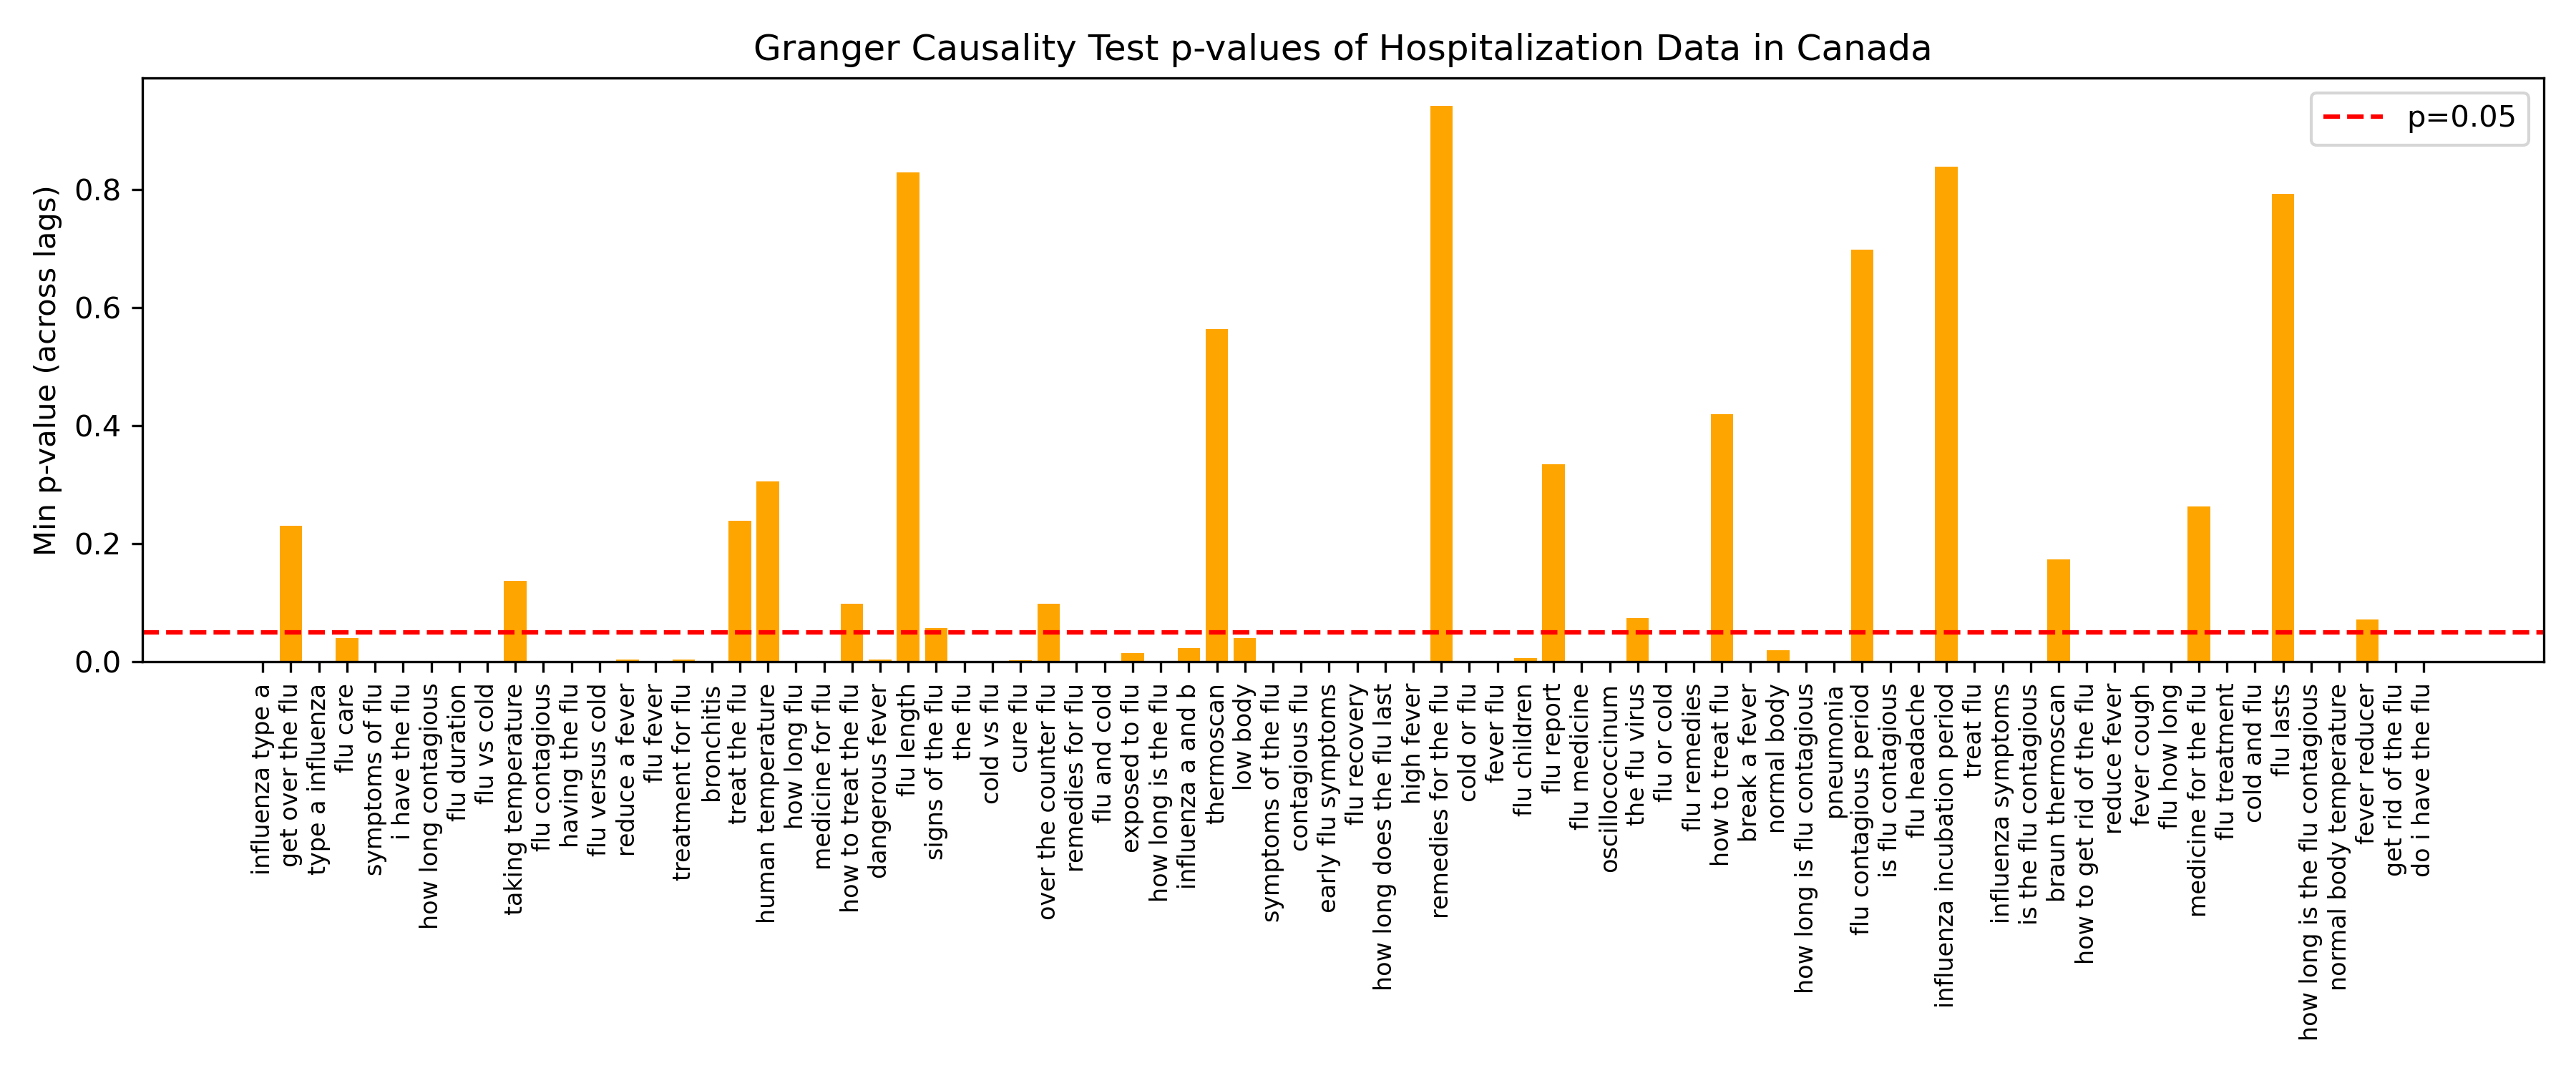 Granger Causality Test p-values of Hospitalization Data in Canada
p=0.05
Min p-value (across lags)
0.8
0.6
0.4
0.2
0.0
influenza type a
get over the flu
type a influenza
flu care
symptoms of flu
i have the flu
how long contagious
flu duration
flu vs cold
taking temperature
flu contagious
having the flu
flu versus cold
reduce a fever
flu fever
treatment for flu
bronchitis
treat the flu
human temperature
how long flu
medicine for flu
how to treat the flu
dangerous fever
flu length
signs of the flu
the flu
cold vs flu
cure flu
over the counter flu
remedies for flu
flu and cold
exposed to flu
how long is the flu
influenza a and b
thermoscan
low body
symptoms of the flu
contagious flu
early flu symptoms
flu recovery
how long does the flu last
high fever
remedies for the flu
cold or flu
fever flu
flu children
flu report
flu medicine
oscillococcinum
the flu virus
flu or cold
flu remedies
how to treat flu
break a fever
normal body
how long is flu contagious
pneumonia
flu contagious period
is flu contagious
flu headache
influenza incubation period
treat flu
influenza symptoms
is the flu contagious
braun thermoscan
how to get rid of the flu
reduce fever
fever cough
flu how long
medicine for the flu
flu treatment
cold and flu
flu lasts
how long is the flu contagious
normal body temperature
fever reducer
get rid of the flu
do i have the flu